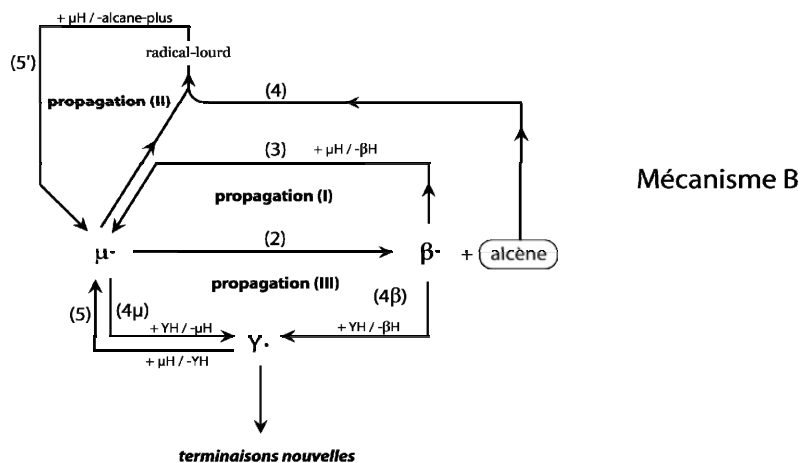 + μH / -alcane-plus
(5')
radical-lourd
propagation (II)
(4)
(3)
+ μH / -βH
Mécanisme B
propagation (I)
(2)
μ·
β· + alcène
propagation (III)
(5)
(4μ)
(4β)
+ YH / -μH
+ YH / -βH
Y·
+ μH / -YH
terminaisons nouvelles